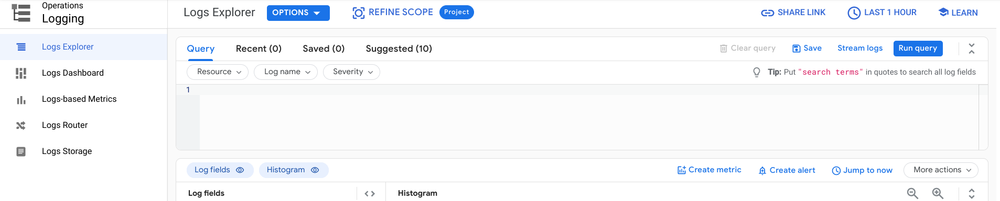 Operations
Logging
Logs Explorer
Logs Dashboard
Logs-based Metrics
Logs Router
Logs Storage
Logs Explorer OPTIONS REFINE SCOPE Project SHARE LINK LAST 1 HOUR LEARN
Query Recent (0) Saved (0) Suggested (10) Clear query Save Stream logs Run query
Resource Log name Severity Tip: Put "search terms" in quotes to search all log fields
1
Log fields Histogram Create metric Create alert Jump to now More actions
Log fields <> Histogram